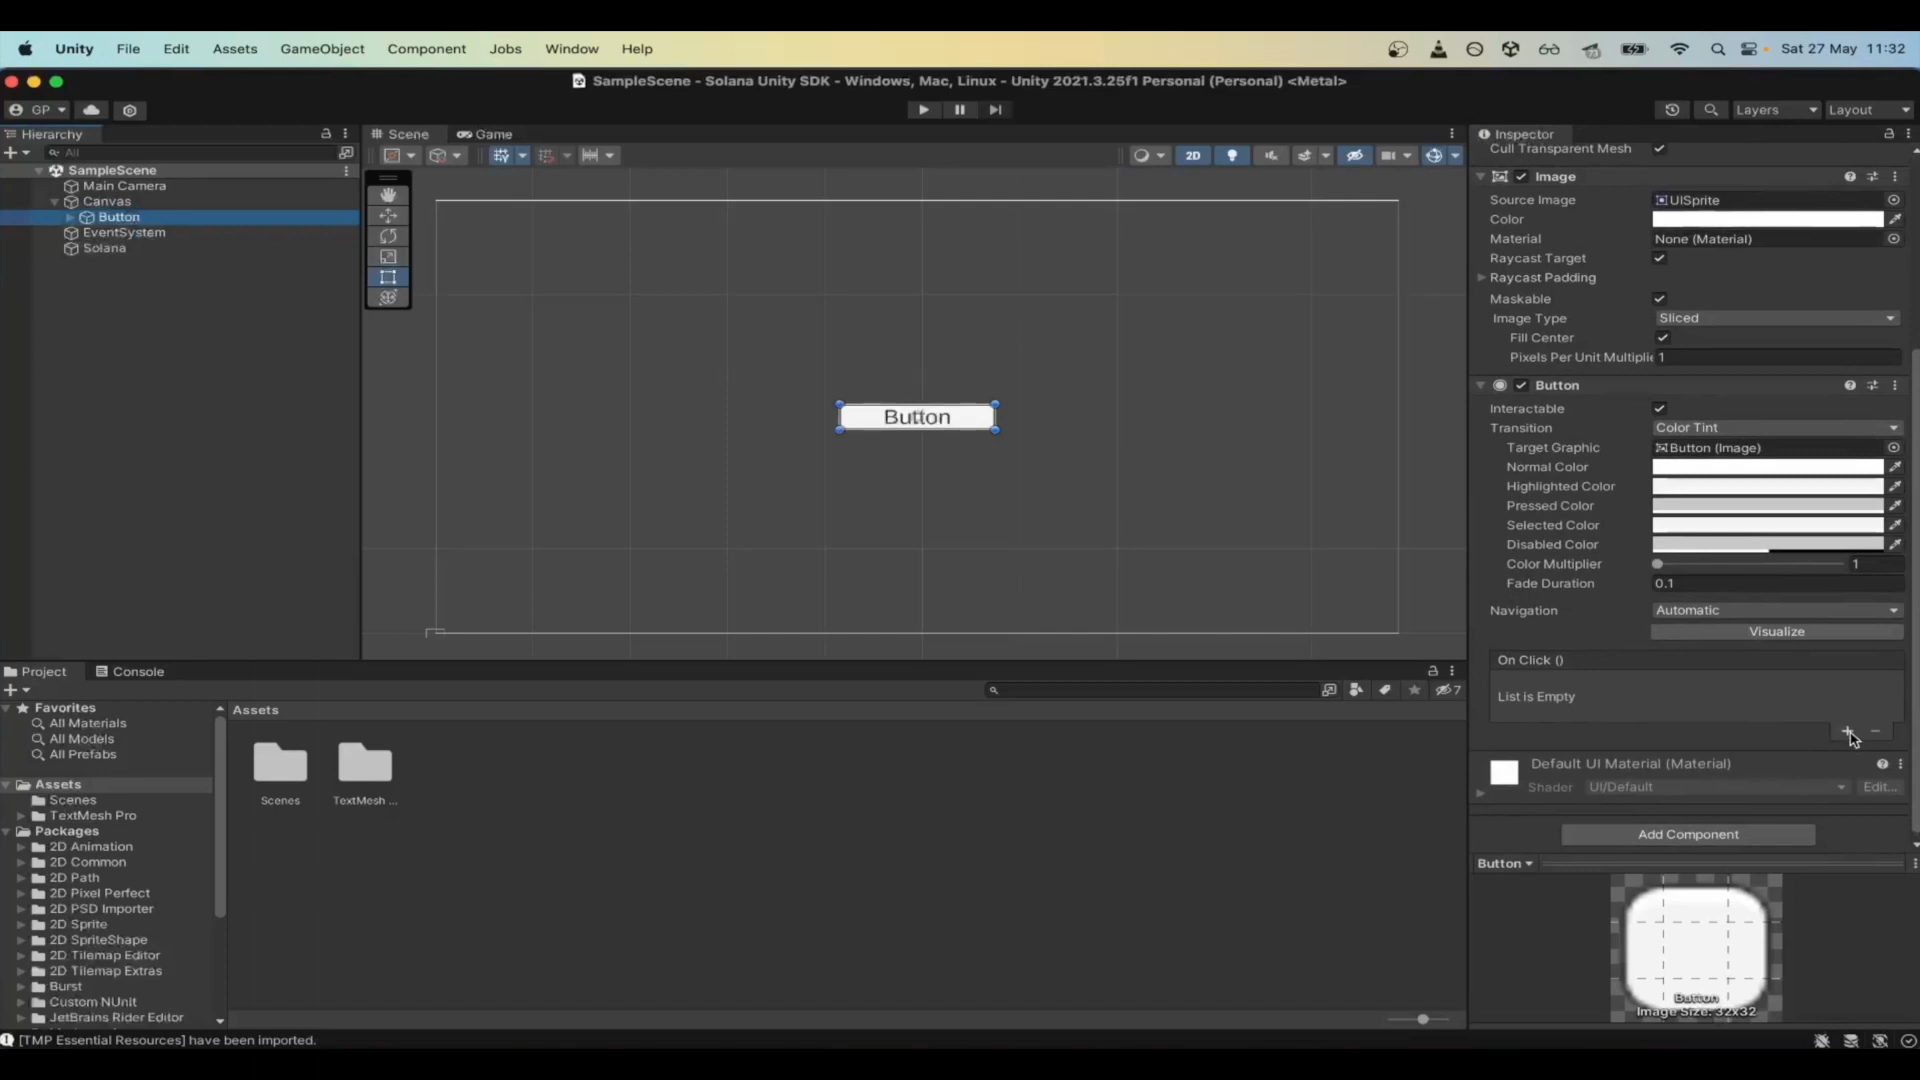 Unity File Edit Assets GameObject Component Jobs Window Help
Sat 27 May 11:32
SampleScene - Solana Unity SDK - Windows, Mac, Linux - Unity 2021.3.25f1 Personal (Personal) <Metal>
GP
Layers
Layout
Hierarchy
All
SampleScene
Main Camera
Canvas
Button
EventSystem
Solana
Scene
Game
2D
Button
Inspector
Cull Transparent Mesh
Image
Source Image UISprite
Color
Material None (Material)
Raycast Target
Raycast Padding
Maskable
Image Type Sliced
Fill Center
Pixels Per Unit Multiplie 1
Button
Interactable
Transition Color Tint
Target Graphic Button (Image)
Normal Color
Highlighted Color
Pressed Color
Selected Color
Disabled Color
Color Multiplier 1
Fade Duration 0.1
Navigation Automatic
Visualize
On Click ()
List is Empty
Default UI Material (Material)
Shader UI/Default Edit...
Add Component
Button
Button
Image Size: 32x32
Project
Console
7
Favorites
All Materials
All Models
All Prefabs
Assets
Scenes
TextMesh Pro
Packages
2D Animation
2D Common
2D Path
2D Pixel Perfect
2D PSD Importer
2D Sprite
2D SpriteShape
2D Tilemap Editor
2D Tilemap Extras
Burst
Custom NUnit
JetBrains Rider Editor
Assets
Scenes
TextMesh ...
[TMP Essential Resources] have been imported.